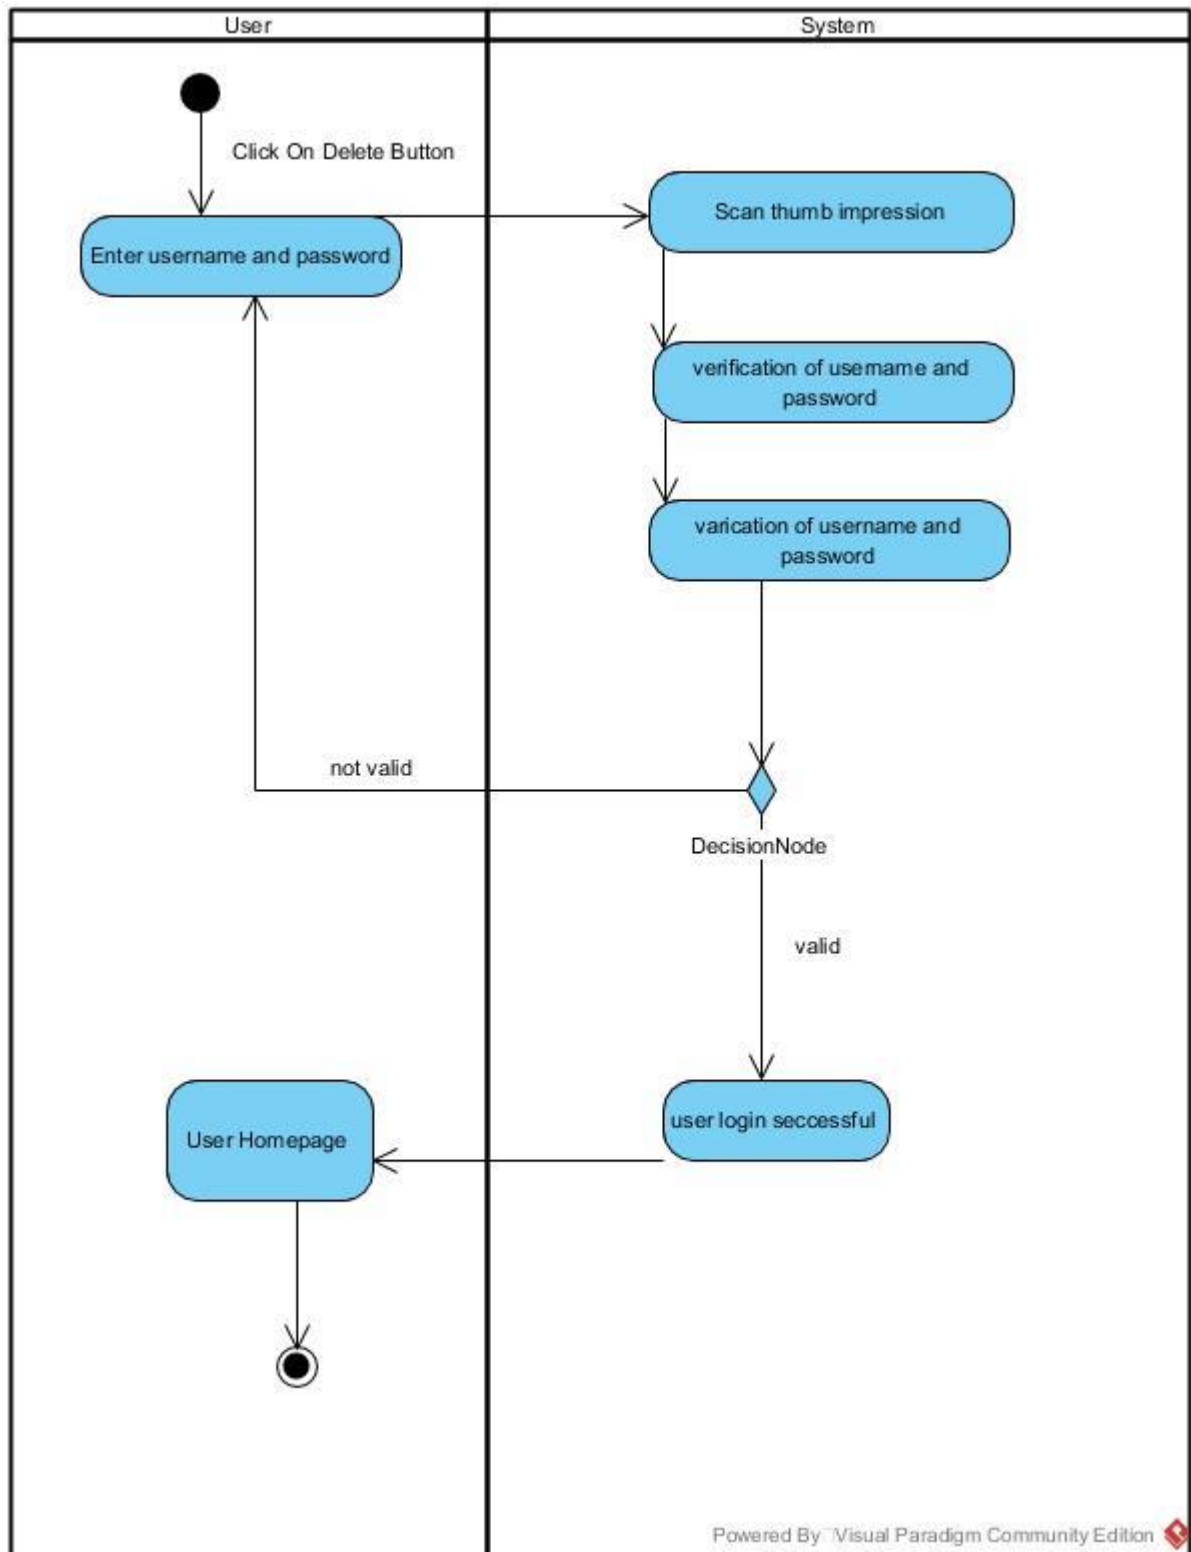 User
System
Click On Delete Button
Enter username and password
Scan thumb impression
verification of username and
password
varication of username and
password
not valid
DecisionNode
valid
User Homepage
user login seccessful
Powered By Visual Paradigm Community Edition